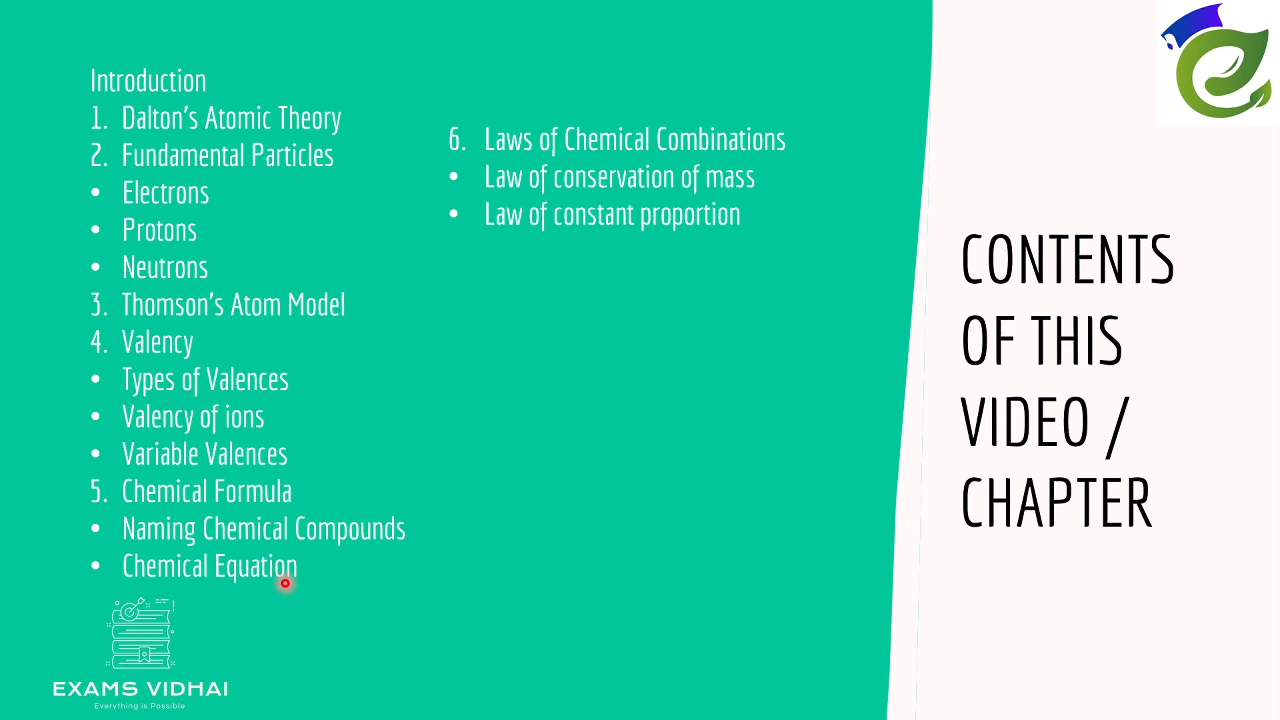 Introduction
1. Dalton's Atomic Theory
2. Fundamental Particles
• Electrons
• Protons
• Neutrons
3. Thomson's Atom Model
4. Valency
• Types of Valences
• Valency of ions
• Variable Valences
5. Chemical Formula
• Naming Chemical Compounds
• Chemical Equation
6. Laws of Chemical Combinations
• Law of conservation of mass
• Law of constant proportion
CONTENTS
OF THIS
VIDEO /
CHAPTER
EXAMS VIDHAI
Everything is Possible